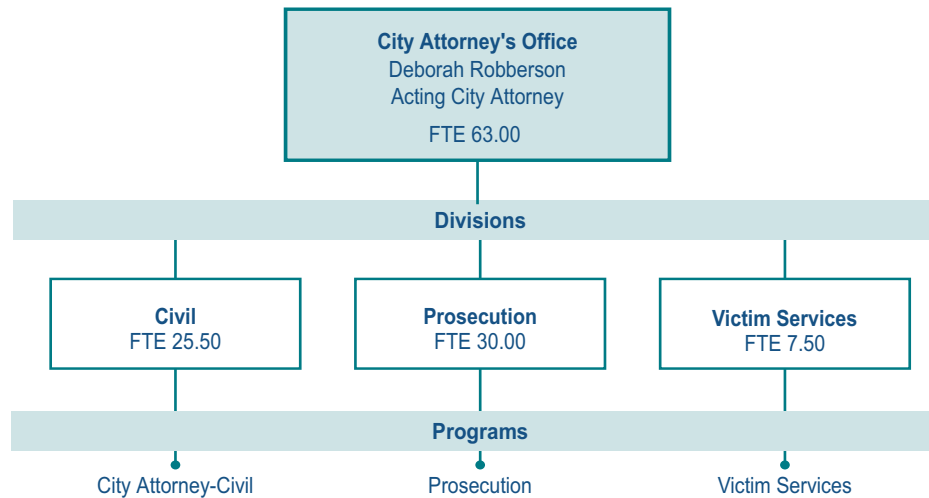 City Attorney's Office
Deborah Robberson
Acting City Attorney
FTE 63.00
Divisions
Civil
FTE 25.50
Prosecution
FTE 30.00
Victim Services
FTE 7.50
Programs
City Attorney-Civil
Prosecution
Victim Services